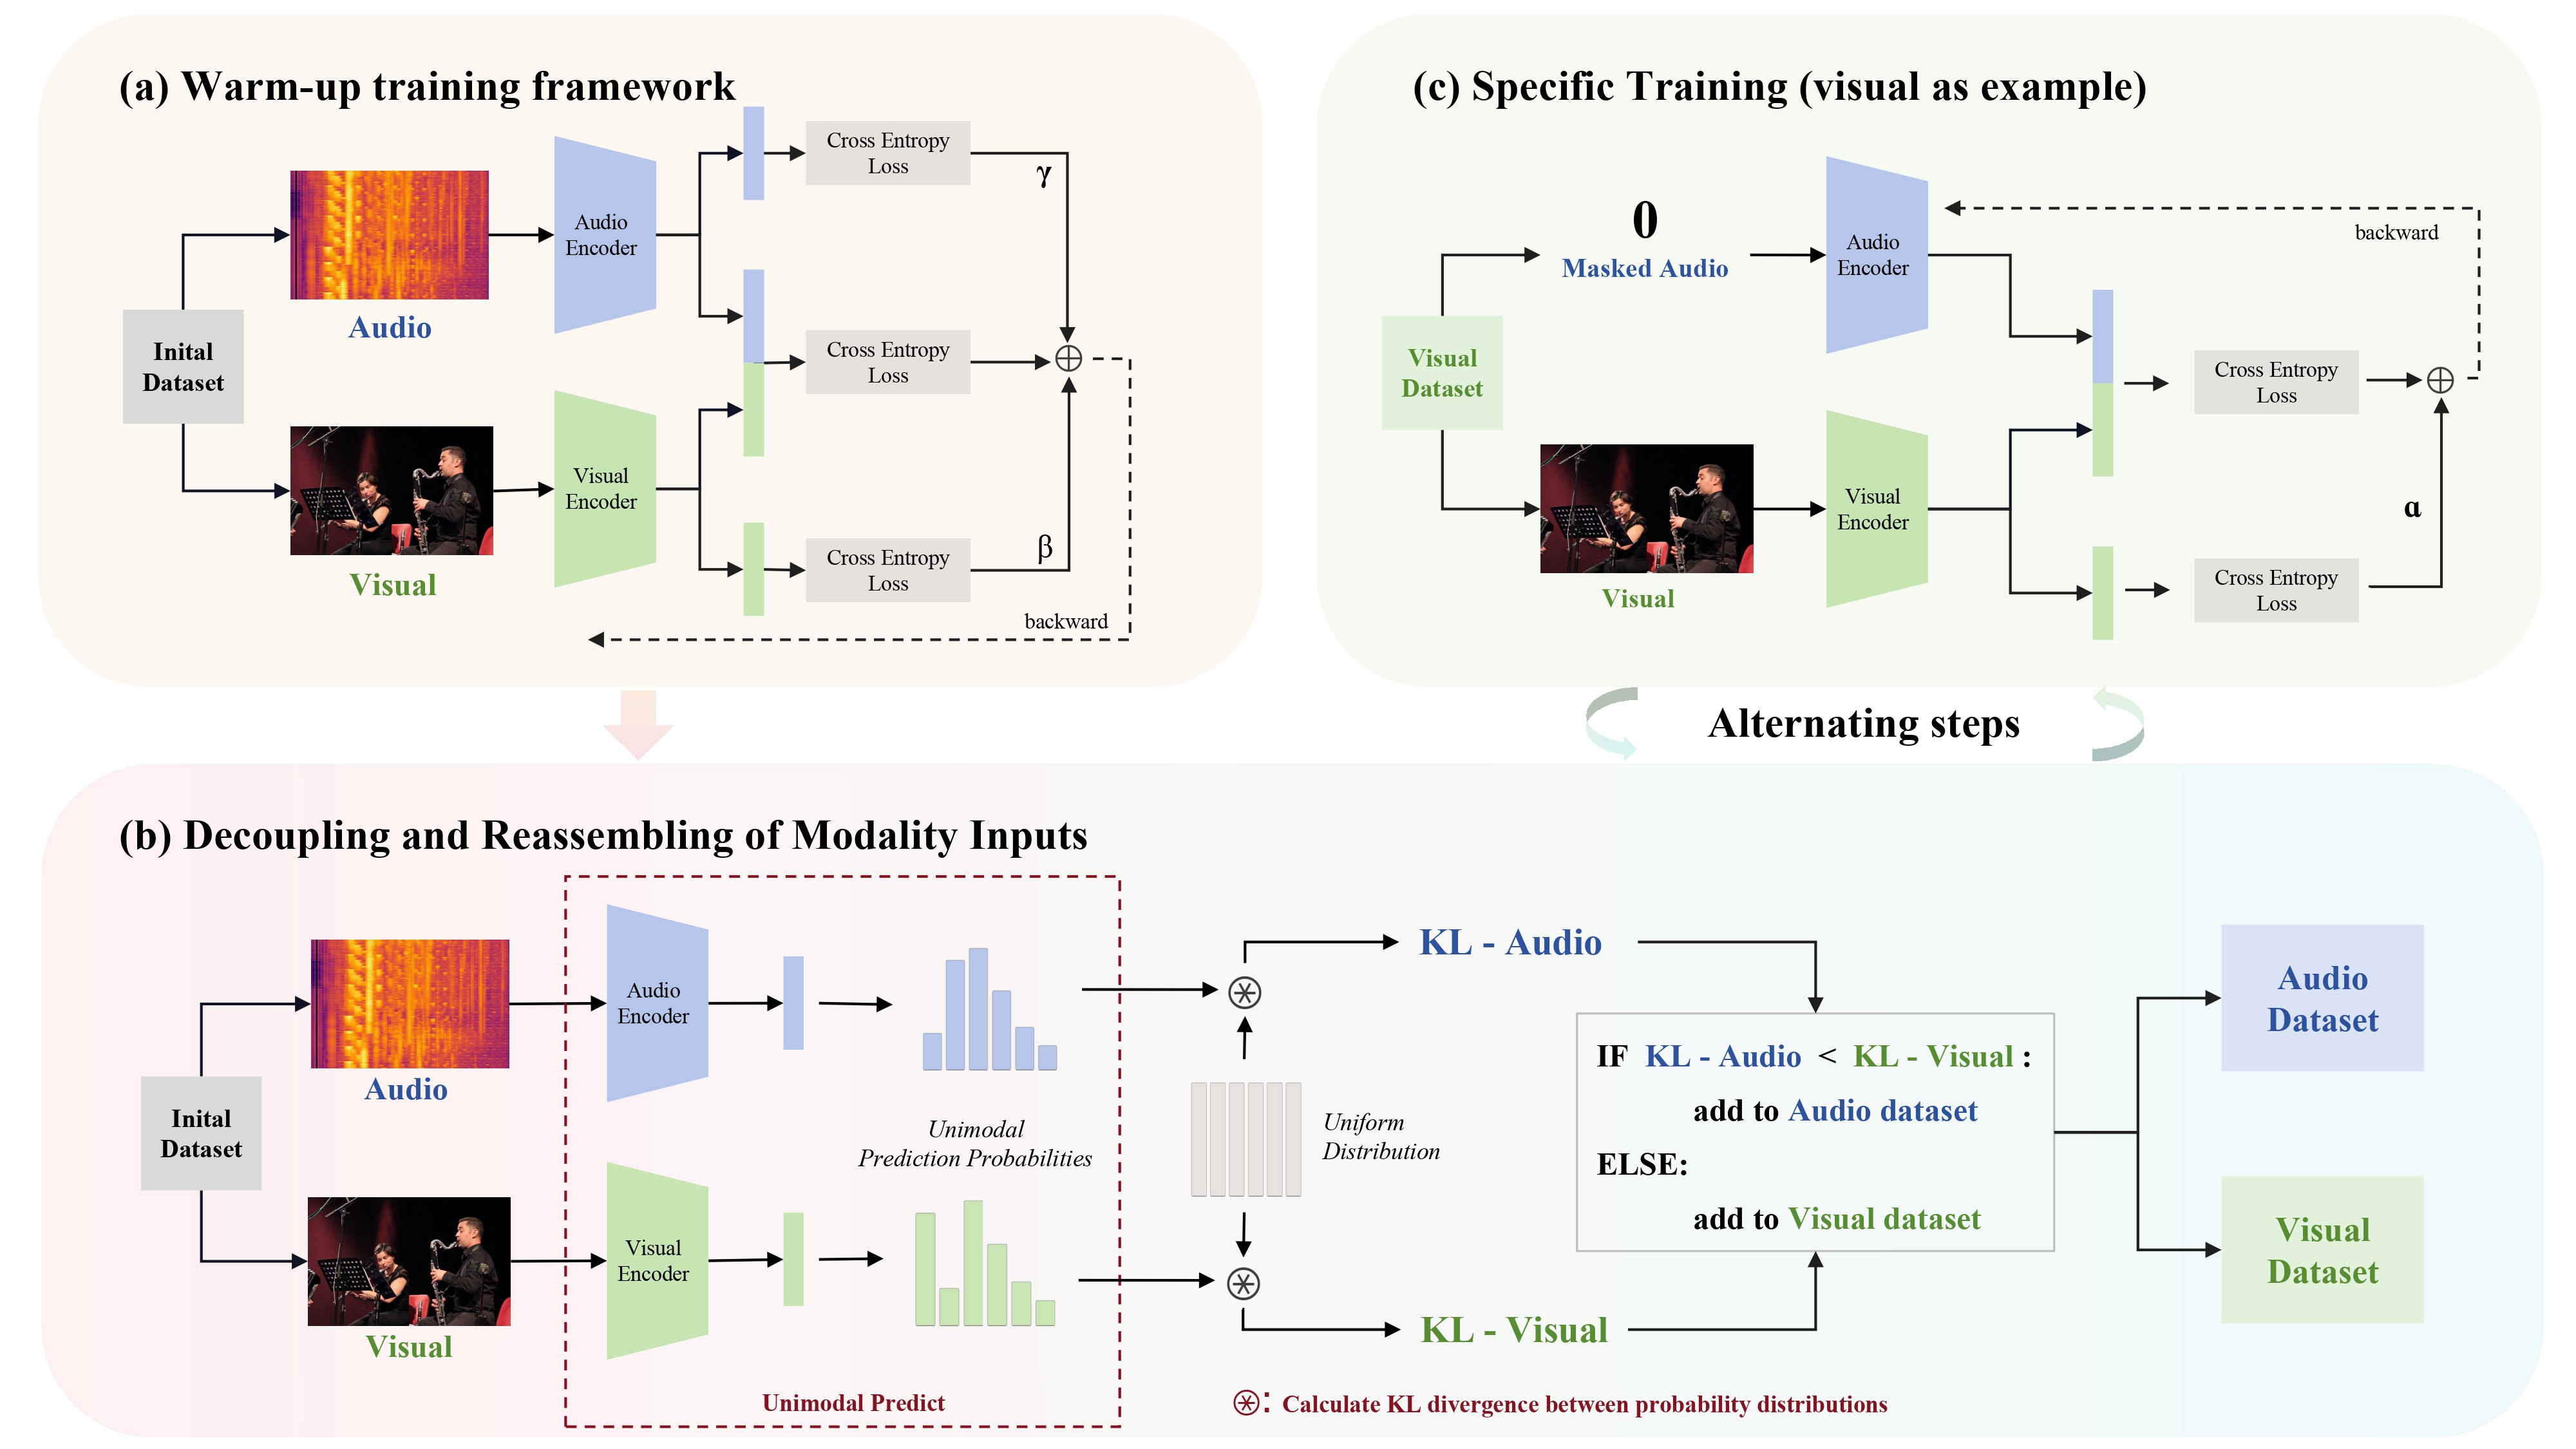 (a) Warm-up training framework
Inital
Dataset
Audio
Visual
Audio
Encoder
Visual
Encoder
Cross Entropy
Loss
Cross Entropy
Loss
Cross Entropy
Loss
γ
β
backward
(c) Specific Training (visual as example)
Visual
Dataset
0
Masked Audio
Visual
Audio
Encoder
Visual
Encoder
Cross Entropy
Loss
Cross Entropy
Loss
α
backward
Alternating steps
(b) Decoupling and Reassembling of Modality Inputs
Inital
Dataset
Audio
Visual
Audio
Encoder
Visual
Encoder
Unimodal
Prediction Probabilities
Unimodal Predict
Uniform
Distribution
KL - Audio
KL - Visual
IF KL - Audio < KL - Visual :
add to Audio dataset
ELSE:
add to Visual dataset
Audio
Dataset
Visual
Dataset
: Calculate KL divergence between probability distributions